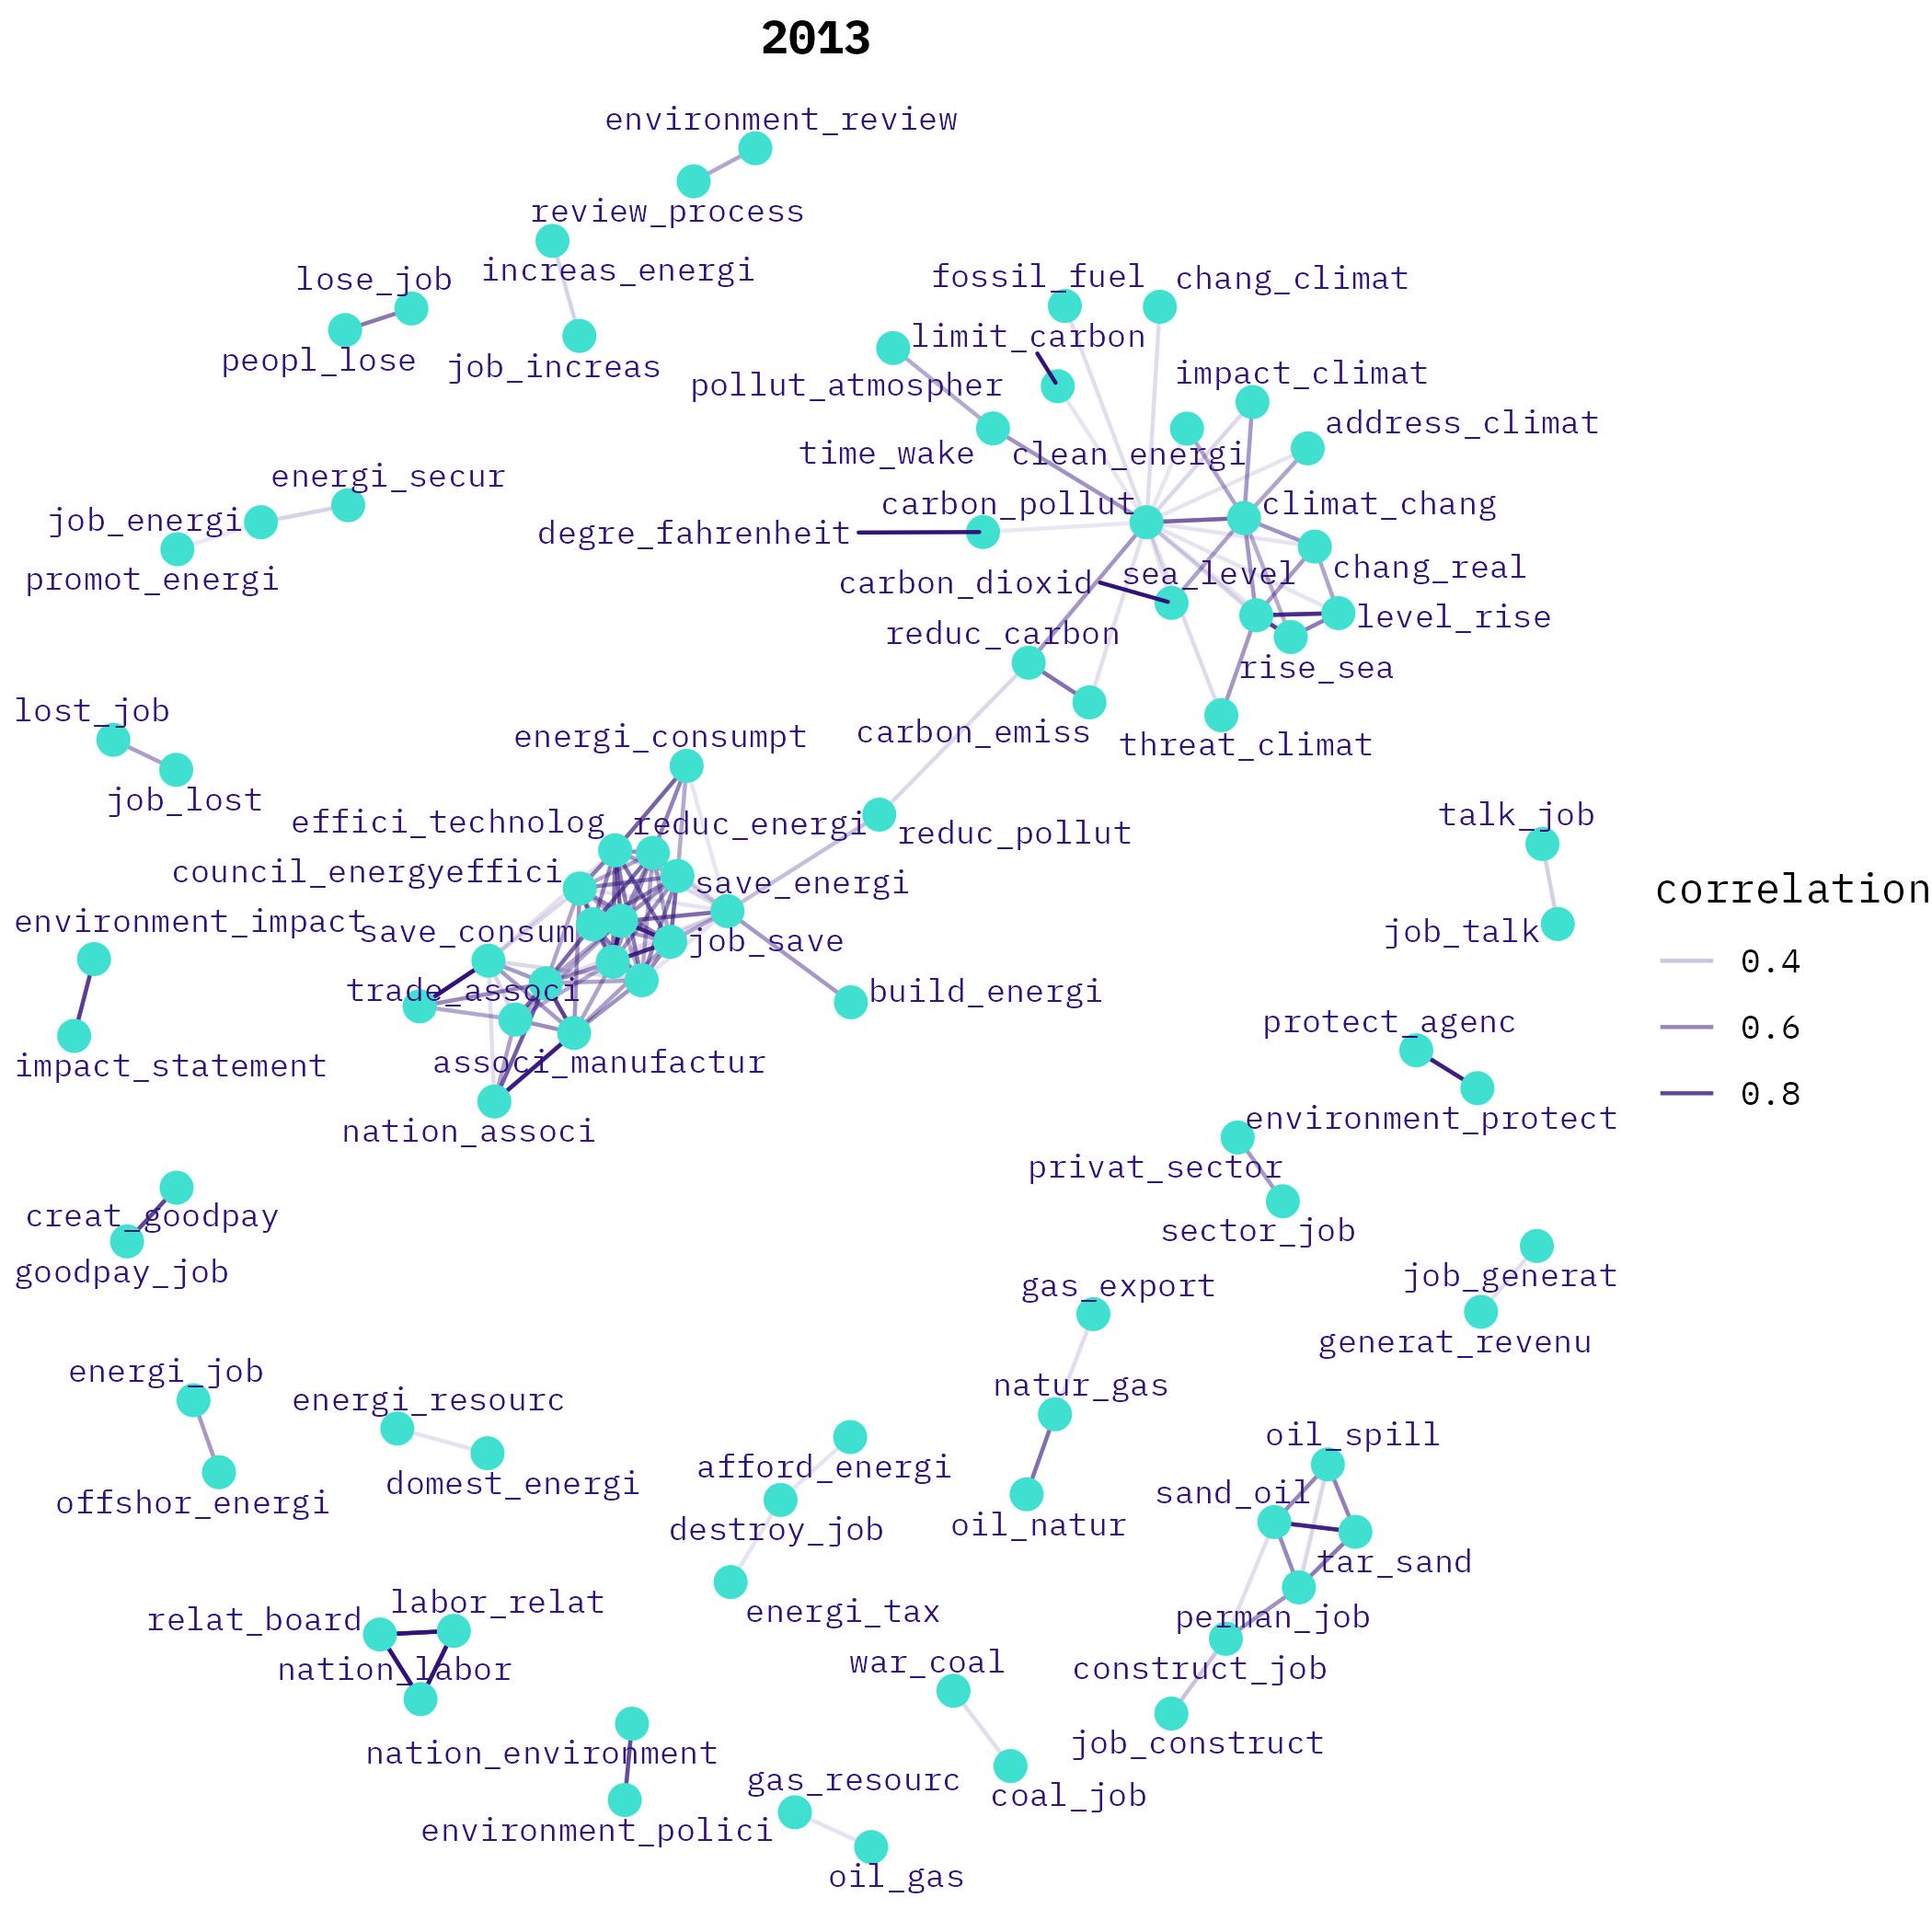 2013
environment_review
review_process
increas_energi
lose_job
fossil_fuel
chang_climat
limit_carbon
peopl_lose
job_increas
impact_climat
pollut_atmospher
address_climat
time_wake
clean_energi
energi_secur
carbon_pollut
climat_chang
job_energi
degre_fahrenheit
promot_energi
carbon_dioxid
sea_level
chang_real
level_rise
reduc_carbon
rise_sea
lost_job
energi_consumpt
carbon_emiss
threat_climat
job_lost
effici_technolog
reduc_energi
reduc_pollut
talk_job
council_energyeffici
save_energi
correlation
environment_impact
save_consum
job_save
job_talk
0.4
trade_associ
build_energi
protect_agenc
0.6
impact_statement
associ_manufactur
0.8
nation_associ
environment_protect
privat_sector
creat_goodpay
sector_job
goodpay_job
gas_export
job_generat
generat_revenu
energi_job
natur_gas
energi_resourc
oil_spill
afford_energi
domest_energi
sand_oil
offshor_energi
destroy_job
oil_natur
tar_sand
labor_relat
energi_tax
relat_board
perman_job
nation_labor
war_coal
construct_job
nation_environment
job_construct
gas_resourc
coal_job
environment_polici
oil_gas